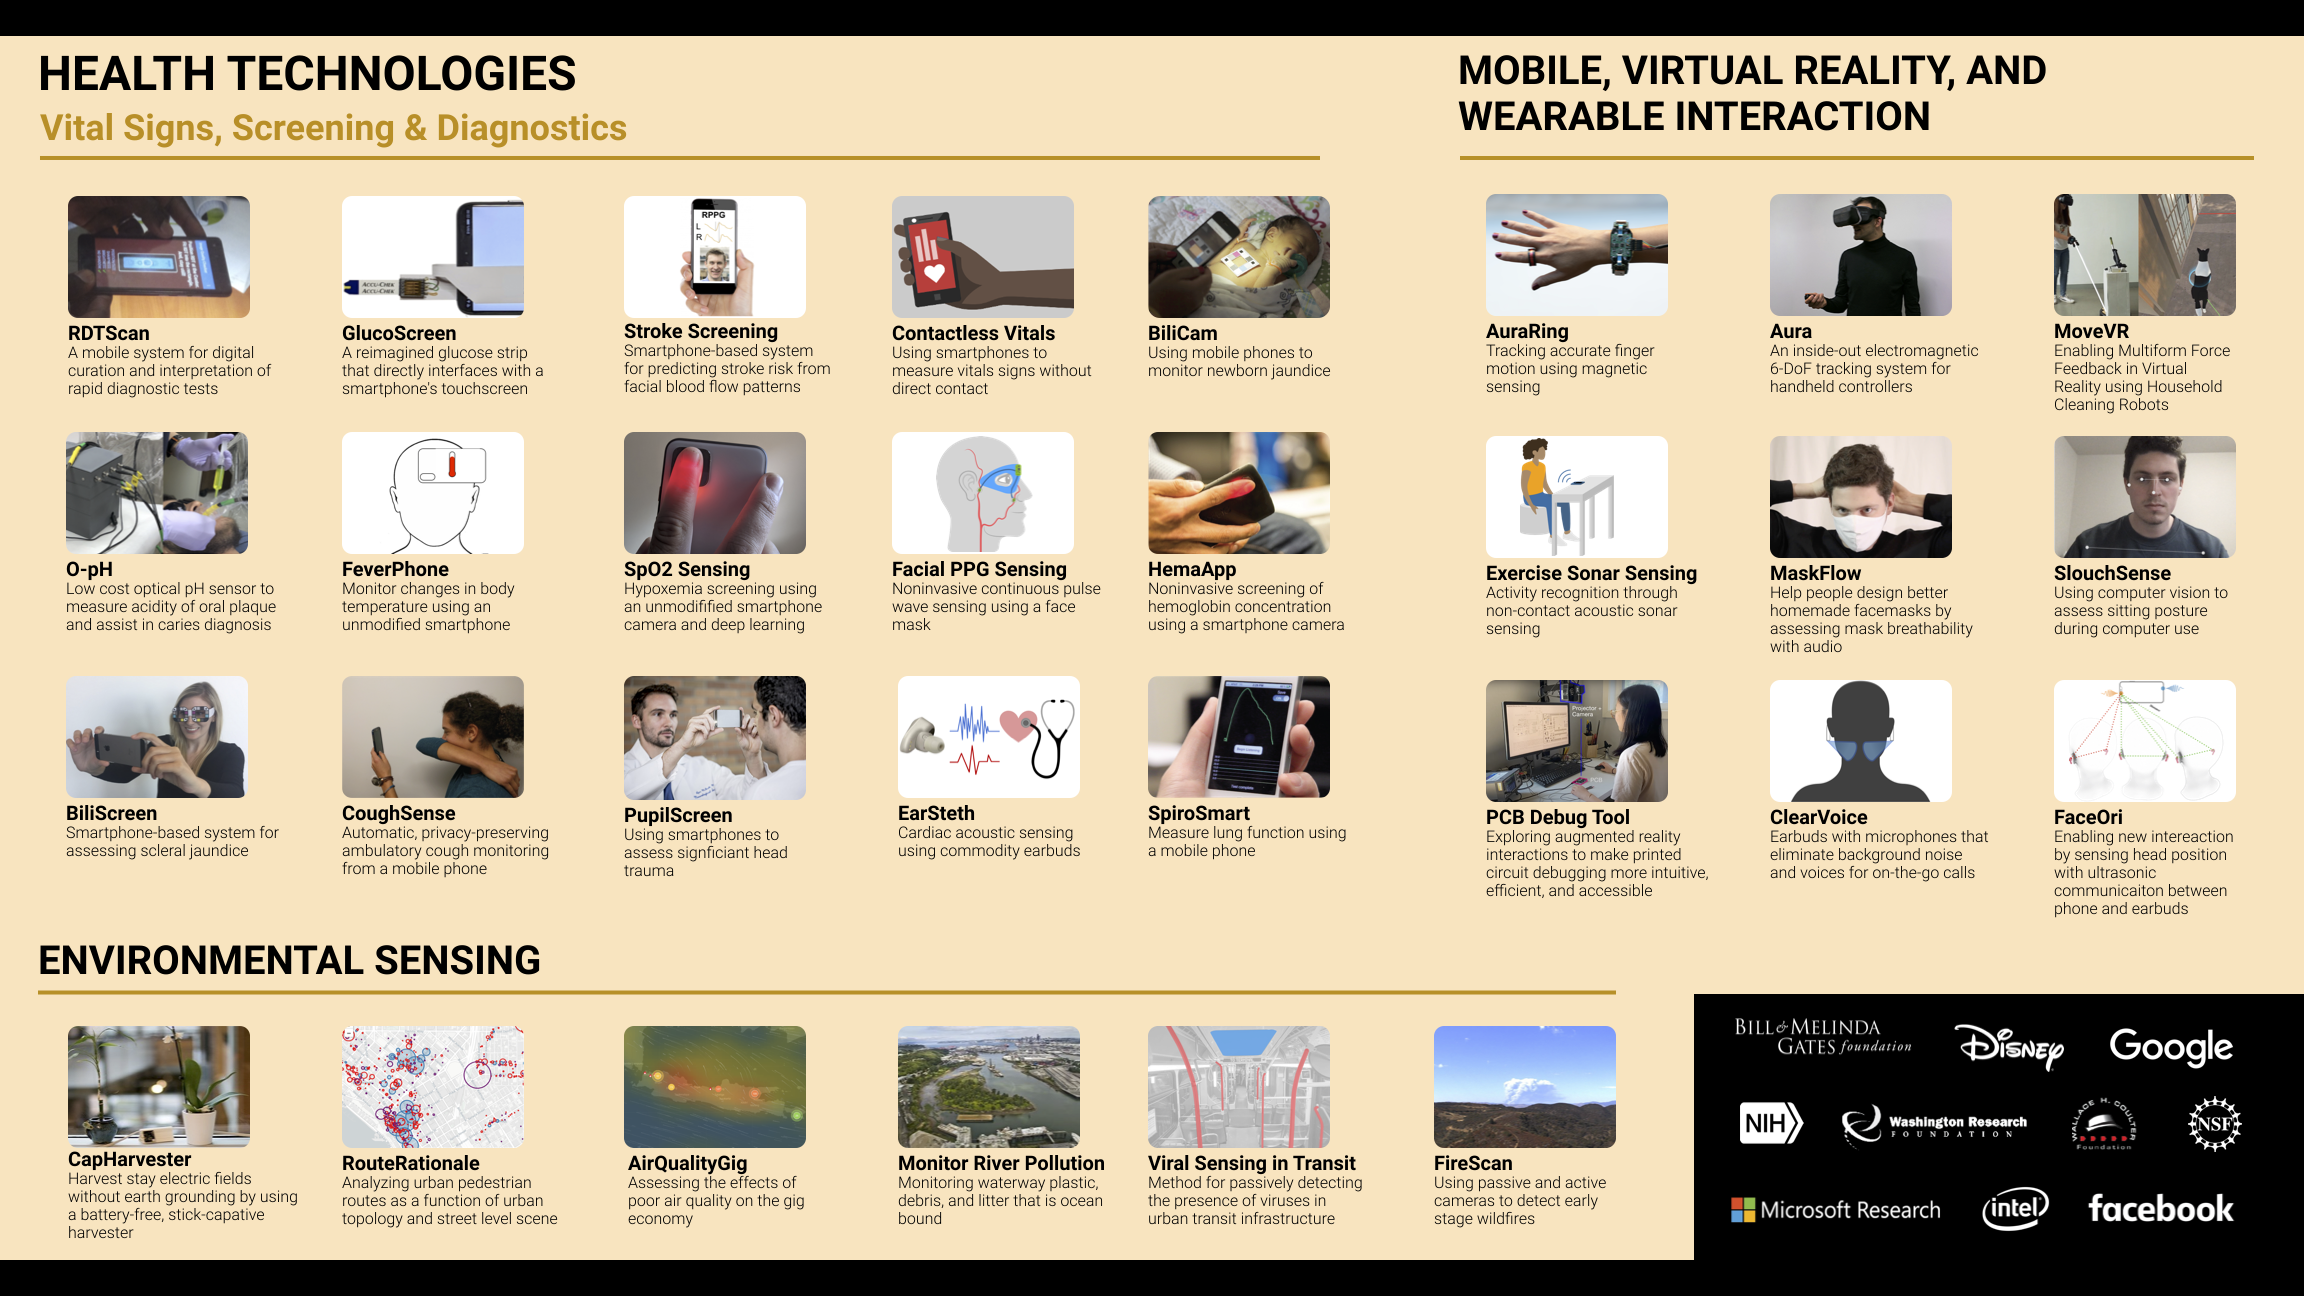 HEALTH TECHNOLOGIES
Vital Signs, Screening & Diagnostics
RDTScan
A mobile system for digital
curation and interpretation of
rapid diagnostic tests
ACCU-CHEK
ACCU-CHEK
GlucoScreen
A reimagined glucose strip
that directly interfaces with a
smartphone's touchscreen
RPPG
L
R
Stroke Screening
Smartphone-based system
for predicting stroke risk from
facial blood flow patterns
Contactless Vitals
Using smartphones to
measure vitals signs without
direct contact
BiliCam
Using mobile phones to
monitor newborn jaundice
O-pH
Low cost optical pH sensor to
measure acidity of oral plaque
and assist in caries diagnosis
FeverPhone
Monitor changes in body
temperature using an
unmodified smartphone
SpO2 Sensing
Hypoxemia screening using
an unmodifified smartphone
camera and deep learning
Facial PPG Sensing
Noninvasive continuous pulse
wave sensing using a face
mask
HemaApp
Noninvasive screening of
hemoglobin concentration
using a smartphone camera
BiliScreen
Smartphone-based system for
assessing scleral jaundice
CoughSense
Automatic, privacy-preserving
ambulatory cough monitoring
from a mobile phone
PupilScreen
Using smartphones to
assess signficiant head
trauma
EarSteth
Cardiac acoustic sensing
using commodity earbuds
SpiroSmart
Measure lung function using
a mobile phone
MOBILE, VIRTUAL REALITY, AND
WEARABLE INTERACTION
AuraRing
Tracking accurate finger
motion using magnetic
sensing
Aura
An inside-out electromagnetic
6-DoF tracking system for
handheld controllers
MoveVR
Enabling Multiform Force
Feedback in Virtual
Reality using Household
Cleaning Robots
Exercise Sonar Sensing
Activity recognition through
non-contact acoustic sonar
sensing
MaskFlow
Help people design better
homemade facemasks by
assessing mask breathability
with audio
SlouchSense
Using computer vision to
assess sitting posture
during computer use
Projector +
Camera
PCB
PCB Debug Tool
Exploring augmented reality
interactions to make printed
circuit debugging more intuitive,
efficient, and accessible
ClearVoice
Earbuds with microphones that
eliminate background noise
and voices for on-the-go calls
FaceOri
Enabling new intereaction
by sensing head position
with ultrasonic
communicaiton between
phone and earbuds
ENVIRONMENTAL SENSING
CapHarvester
Harvest stay electric fields
without earth grounding by using
a battery-free, stick-capative
harvester
RouteRationale
Analyzing urban pedestrian
routes as a function of urban
topology and street level scene
AirQualityGig
Assessing the effects of
poor air quality on the gig
economy
Monitor River Pollution
Monitoring waterway plastic,
debris, and litter that is ocean
bound
Viral Sensing in Transit
Method for passively detecting
the presence of viruses in
urban transit infrastructure
FireScan
Using passive and active
cameras to detect early
stage wildfires
BILL & MELINDA
GATES foundation
DISNEY
Google
NIH
Washington Research
FOUNDATION
WALLACE H. COULTER
Foundation
NSF
Microsoft Research
intel
facebook